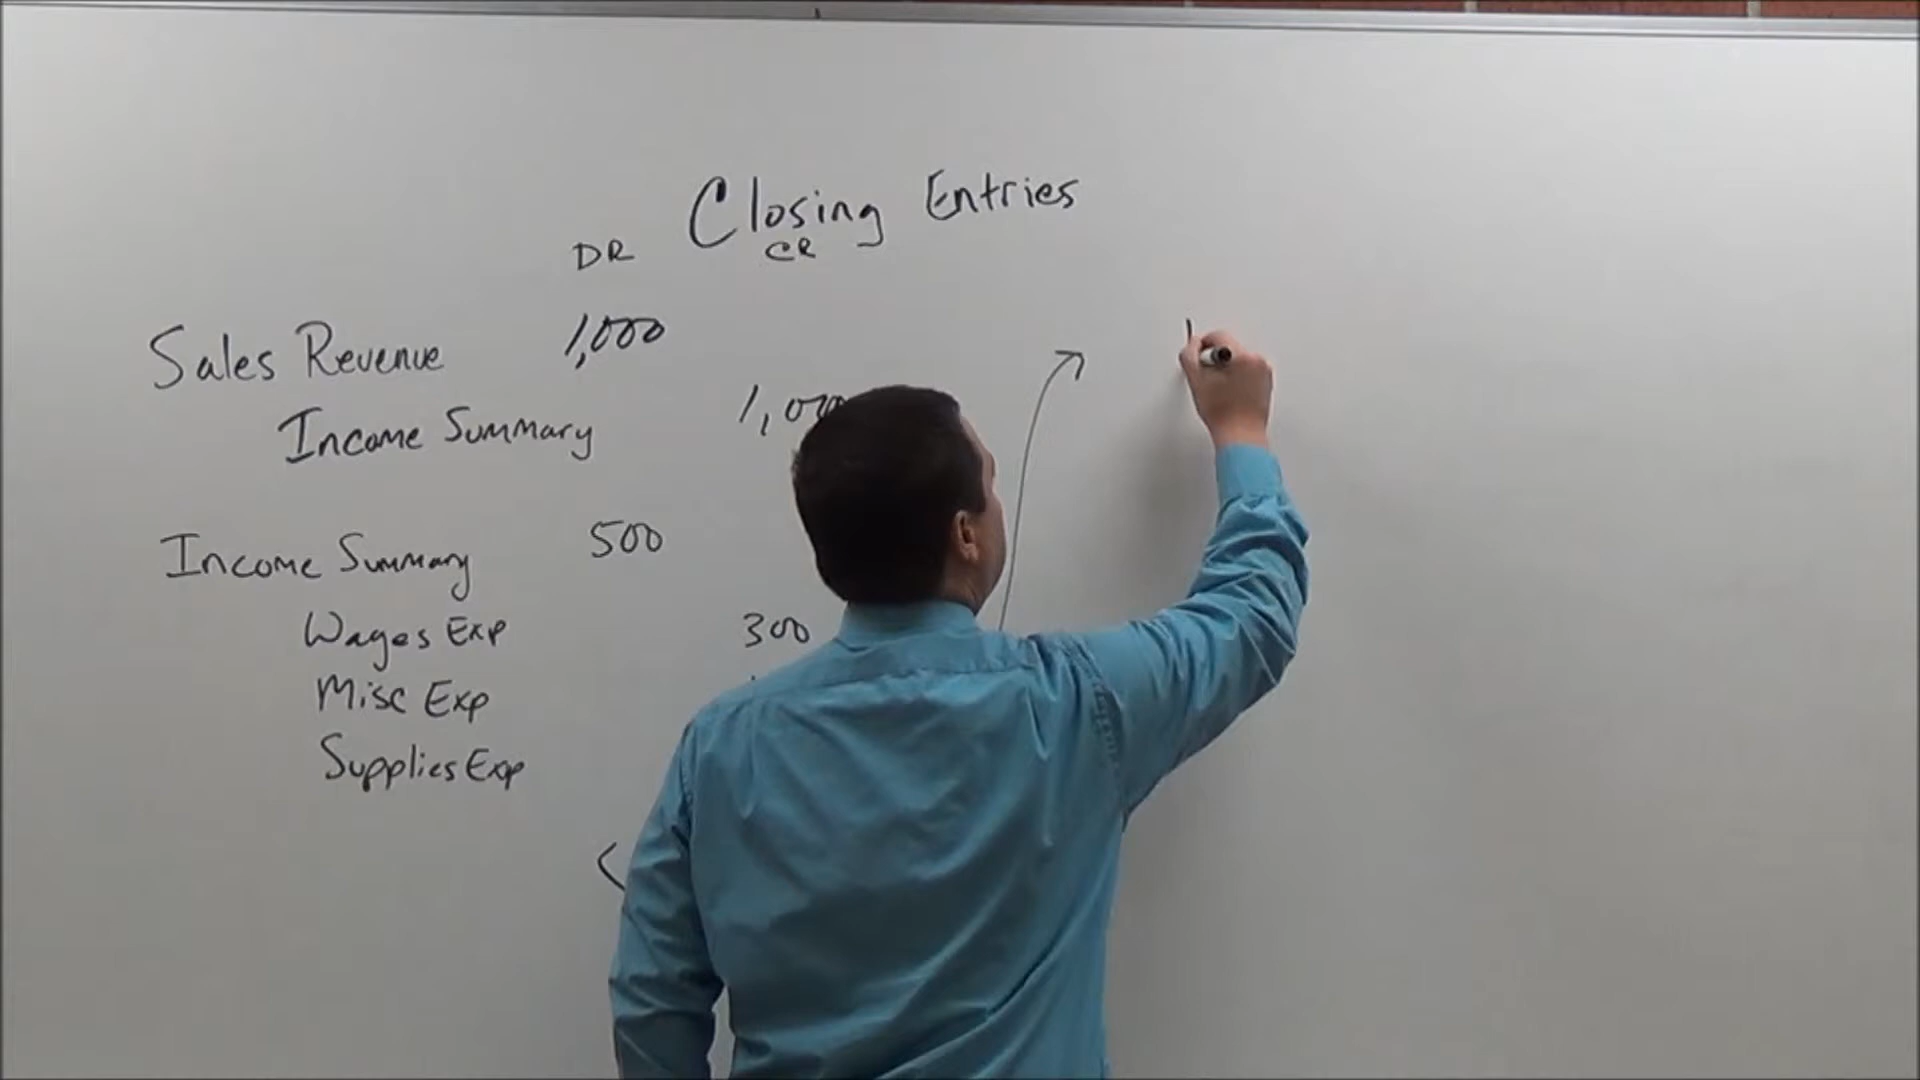 Closing Entries
DR CR
Sales Revenue 1,000
Income Summary
Income Summary 500
Wages Exp 300
Misc Exp
Supplies Exp